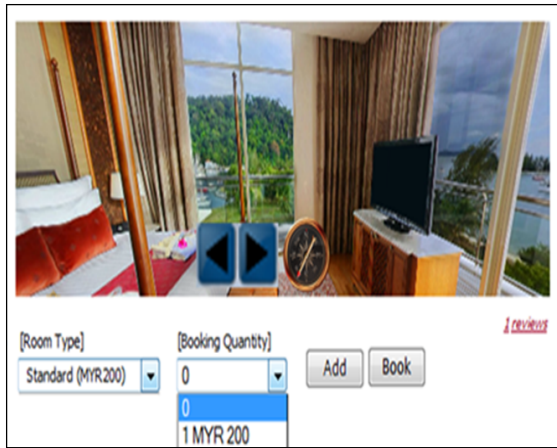 1 reviews
[Room Type] [Booking Quantity]
Standard (MYR200) 0 Add Book
0
1 MYR 200